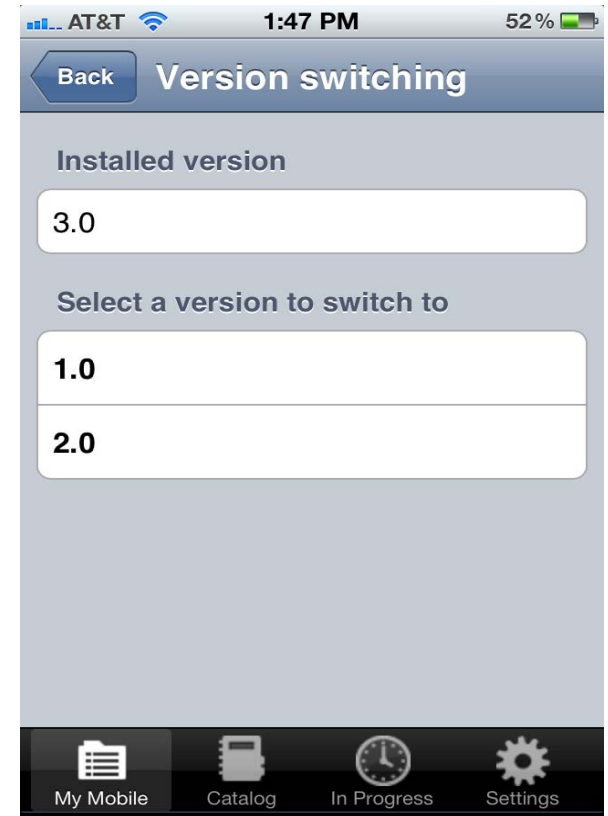 AT&T 1:47 PM 52%
Back Version switching
Installed version
3.0
Select a version to switch to
1.0
2.0
My Mobile Catalog In Progress Settings